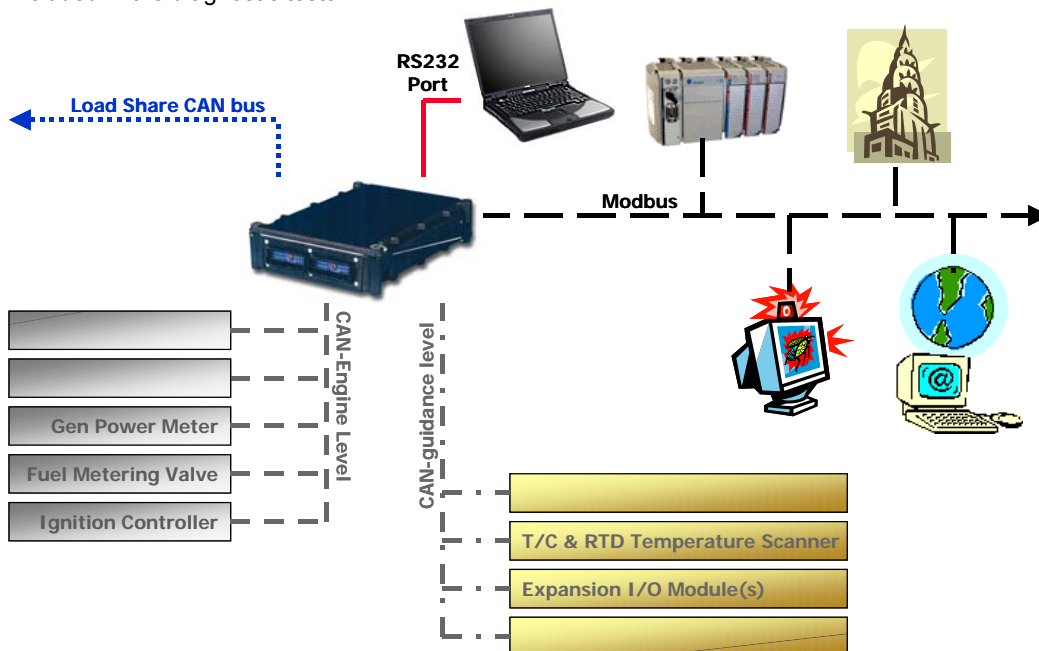 RS232
Port
Load Share CAN bus
Modbus
CAN-Engine Level
CAN-guidance level
Gen Power Meter
Fuel Metering Valve
Ignition Controller
T/C & RTD Temperature Scanner
Expansion I/O Module(s)
@